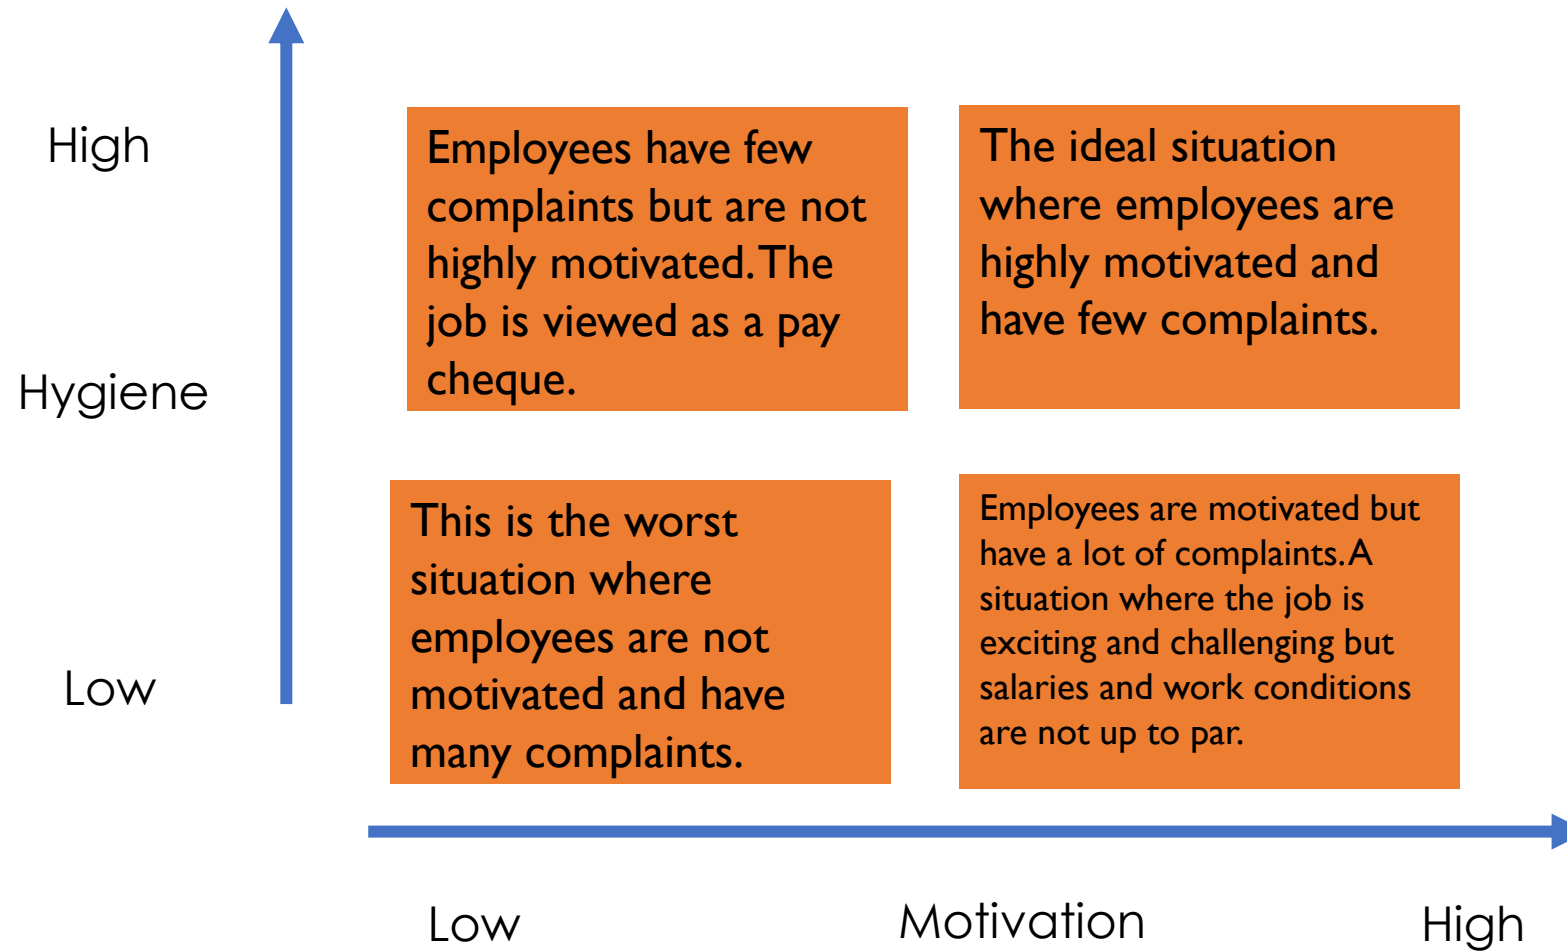 High
Employees have few
complaints but are not
highly motivated. The
job is viewed as a pay
cheque.
The ideal situation
where employees are
highly motivated and
have few complaints.
Hygiene
This is the worst
situation where
employees are not
motivated and have
many complaints.
Employees are motivated but
have a lot of complaints. A
situation where the job is
exciting and challenging but
salaries and work conditions
are not up to par.
Low
Low
Motivation
High